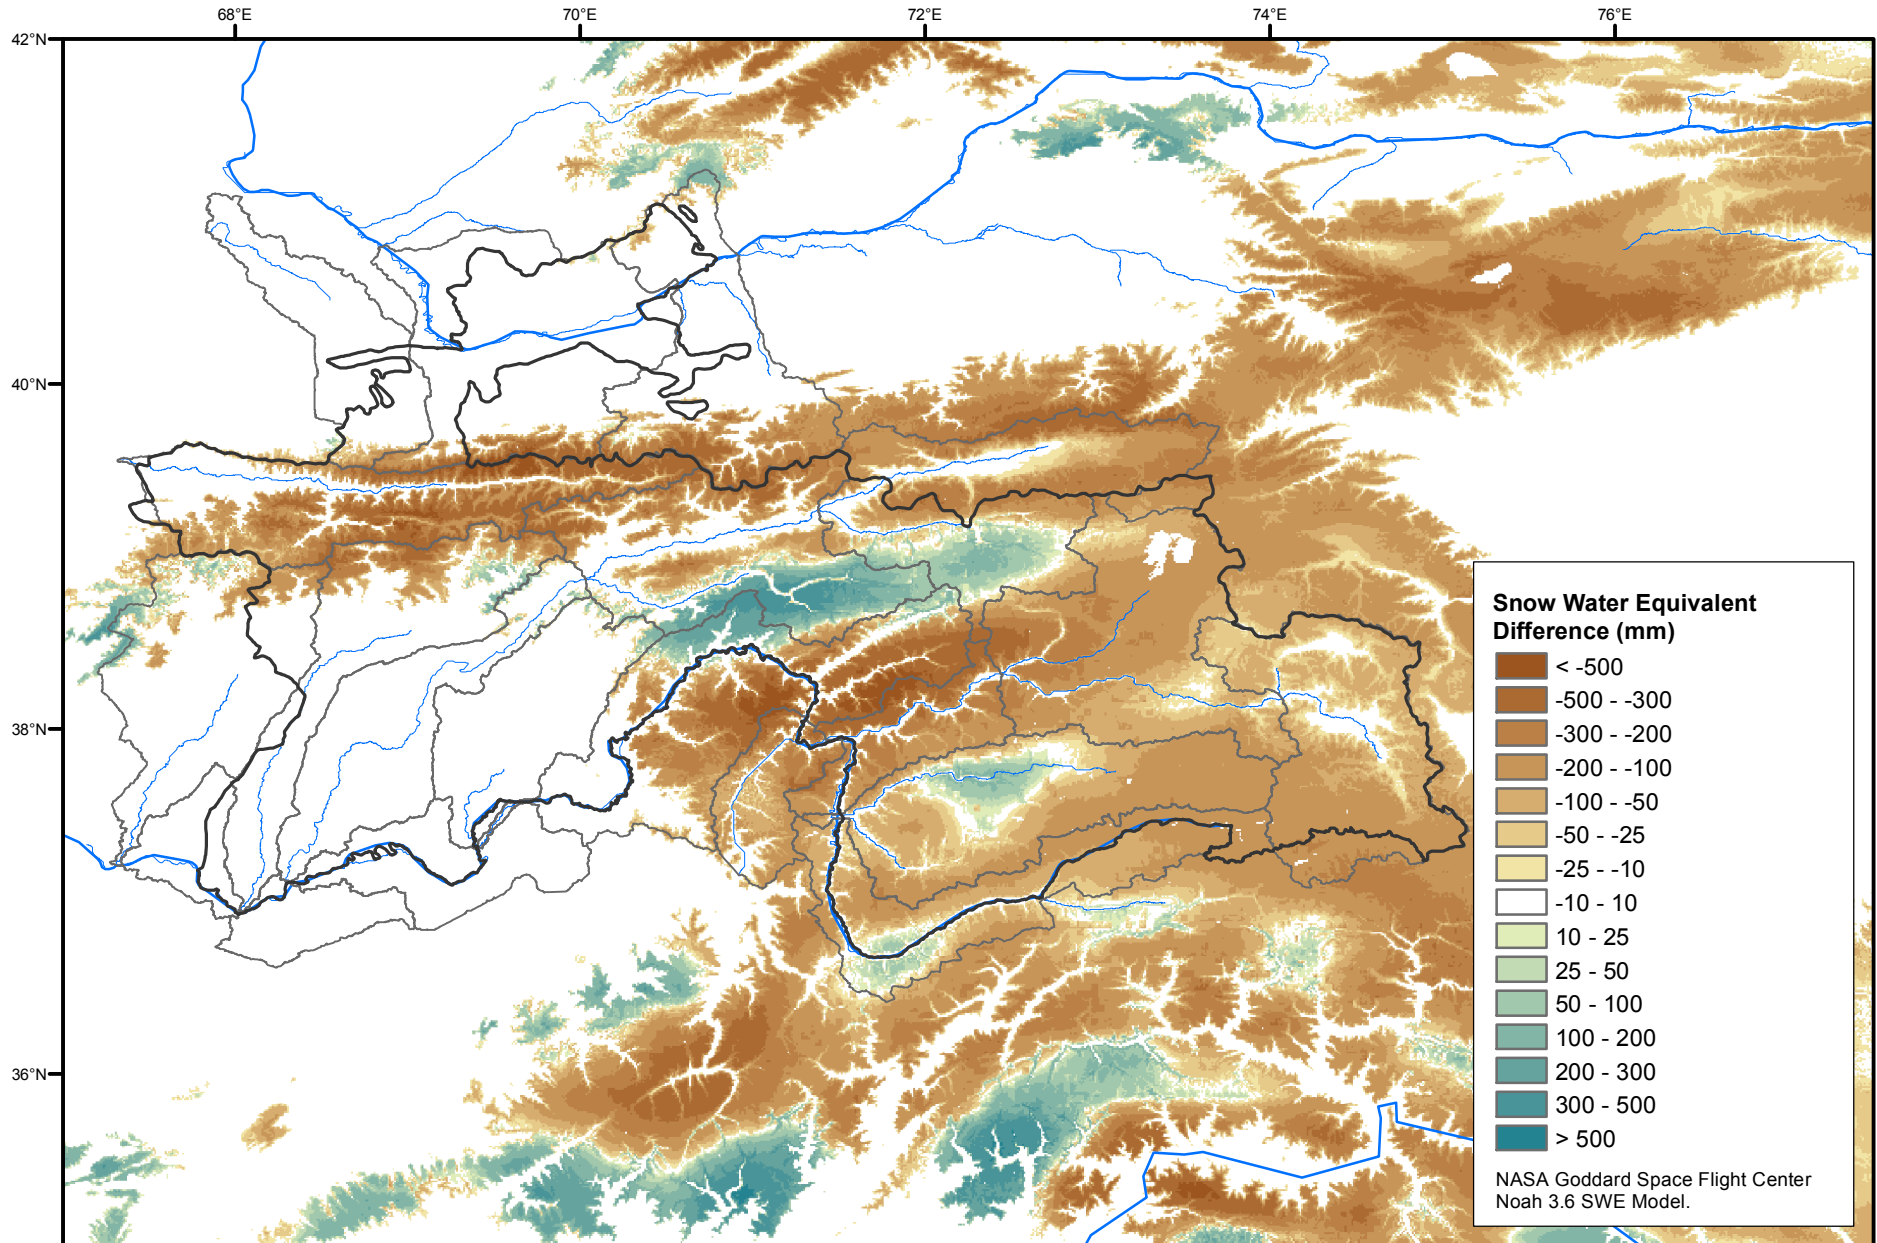 68°E 70°E 72°E 74°E 76°E
42°N
40°N
38°N
36°N
Snow Water Equivalent
Difference (mm)
< -500
-500 - -300
-300 - -200
-200 - -100
-100 - -50
-50 - -25
-25 - -10
-10 - 10
10 - 25
25 - 50
50 - 100
100 - 200
200 - 300
300 - 500
> 500
NASA Goddard Space Flight Center
Noah 3.6 SWE Model.